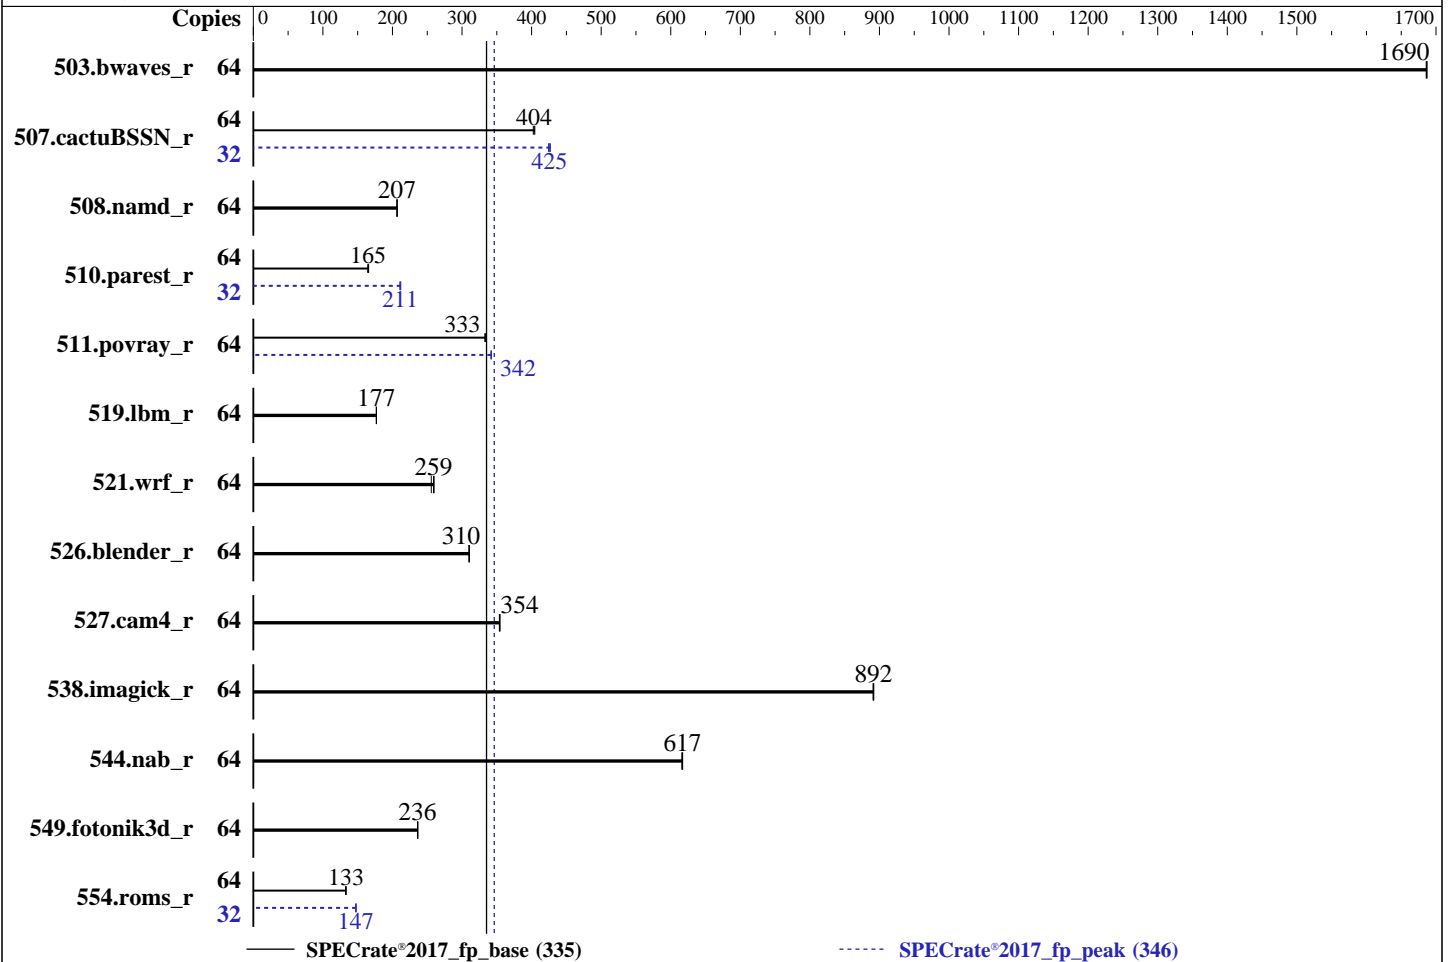 Copies 0 100 200 300 400 500 600 700 800 900 1000 1100 1200 1300 1400 1500 1700
503.bwaves_r 64 1690
507.cactuBSSN_r 64 404
32 425
508.namd_r 64 207
510.parest_r 64 165
32 211
511.povray_r 64 333
342
519.lbm_r 64 177
521.wrf_r 64 259
526.blender_r 64 310
527.cam4_r 64 354
538.imagick_r 64 892
544.nab_r 64 617
549.fotonik3d_r 64 236
554.roms_r 64 133
32 147
SPECrate®2017_fp_base (335) SPECrate®2017_fp_peak (346)